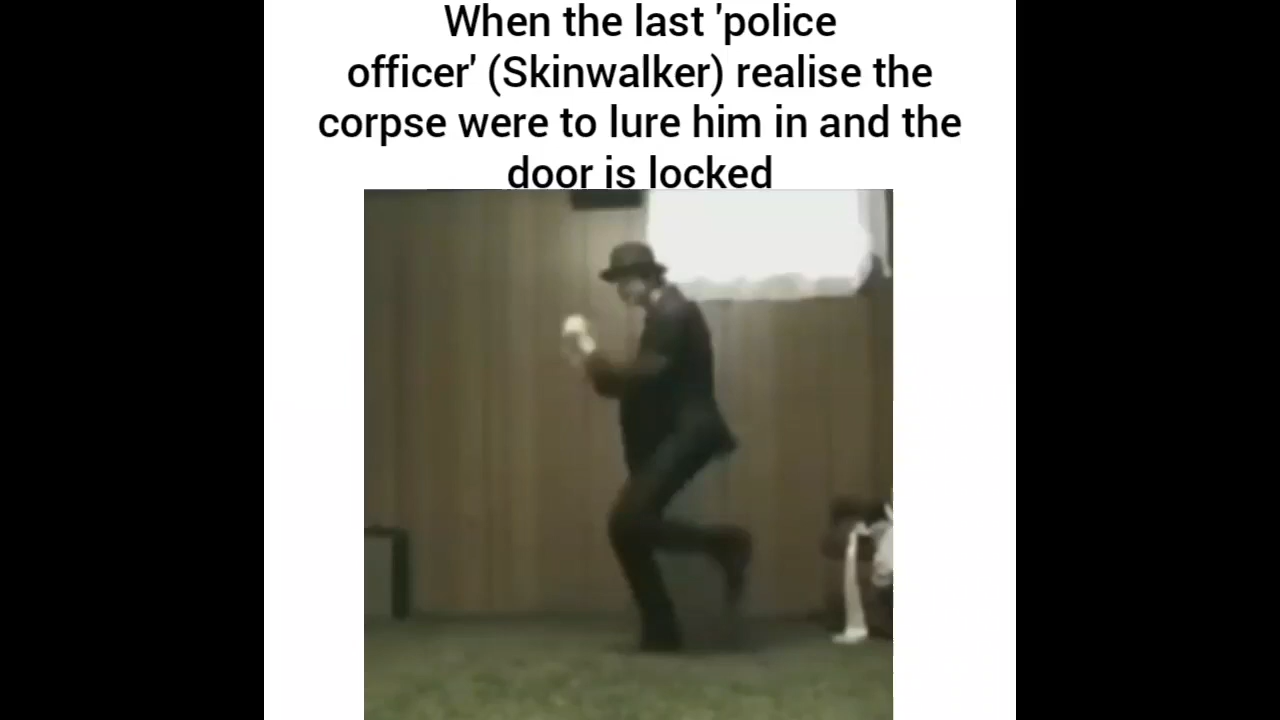 When the last 'police
officer' (Skinwalker) realise the
corpse were to lure him in and the
door is locked